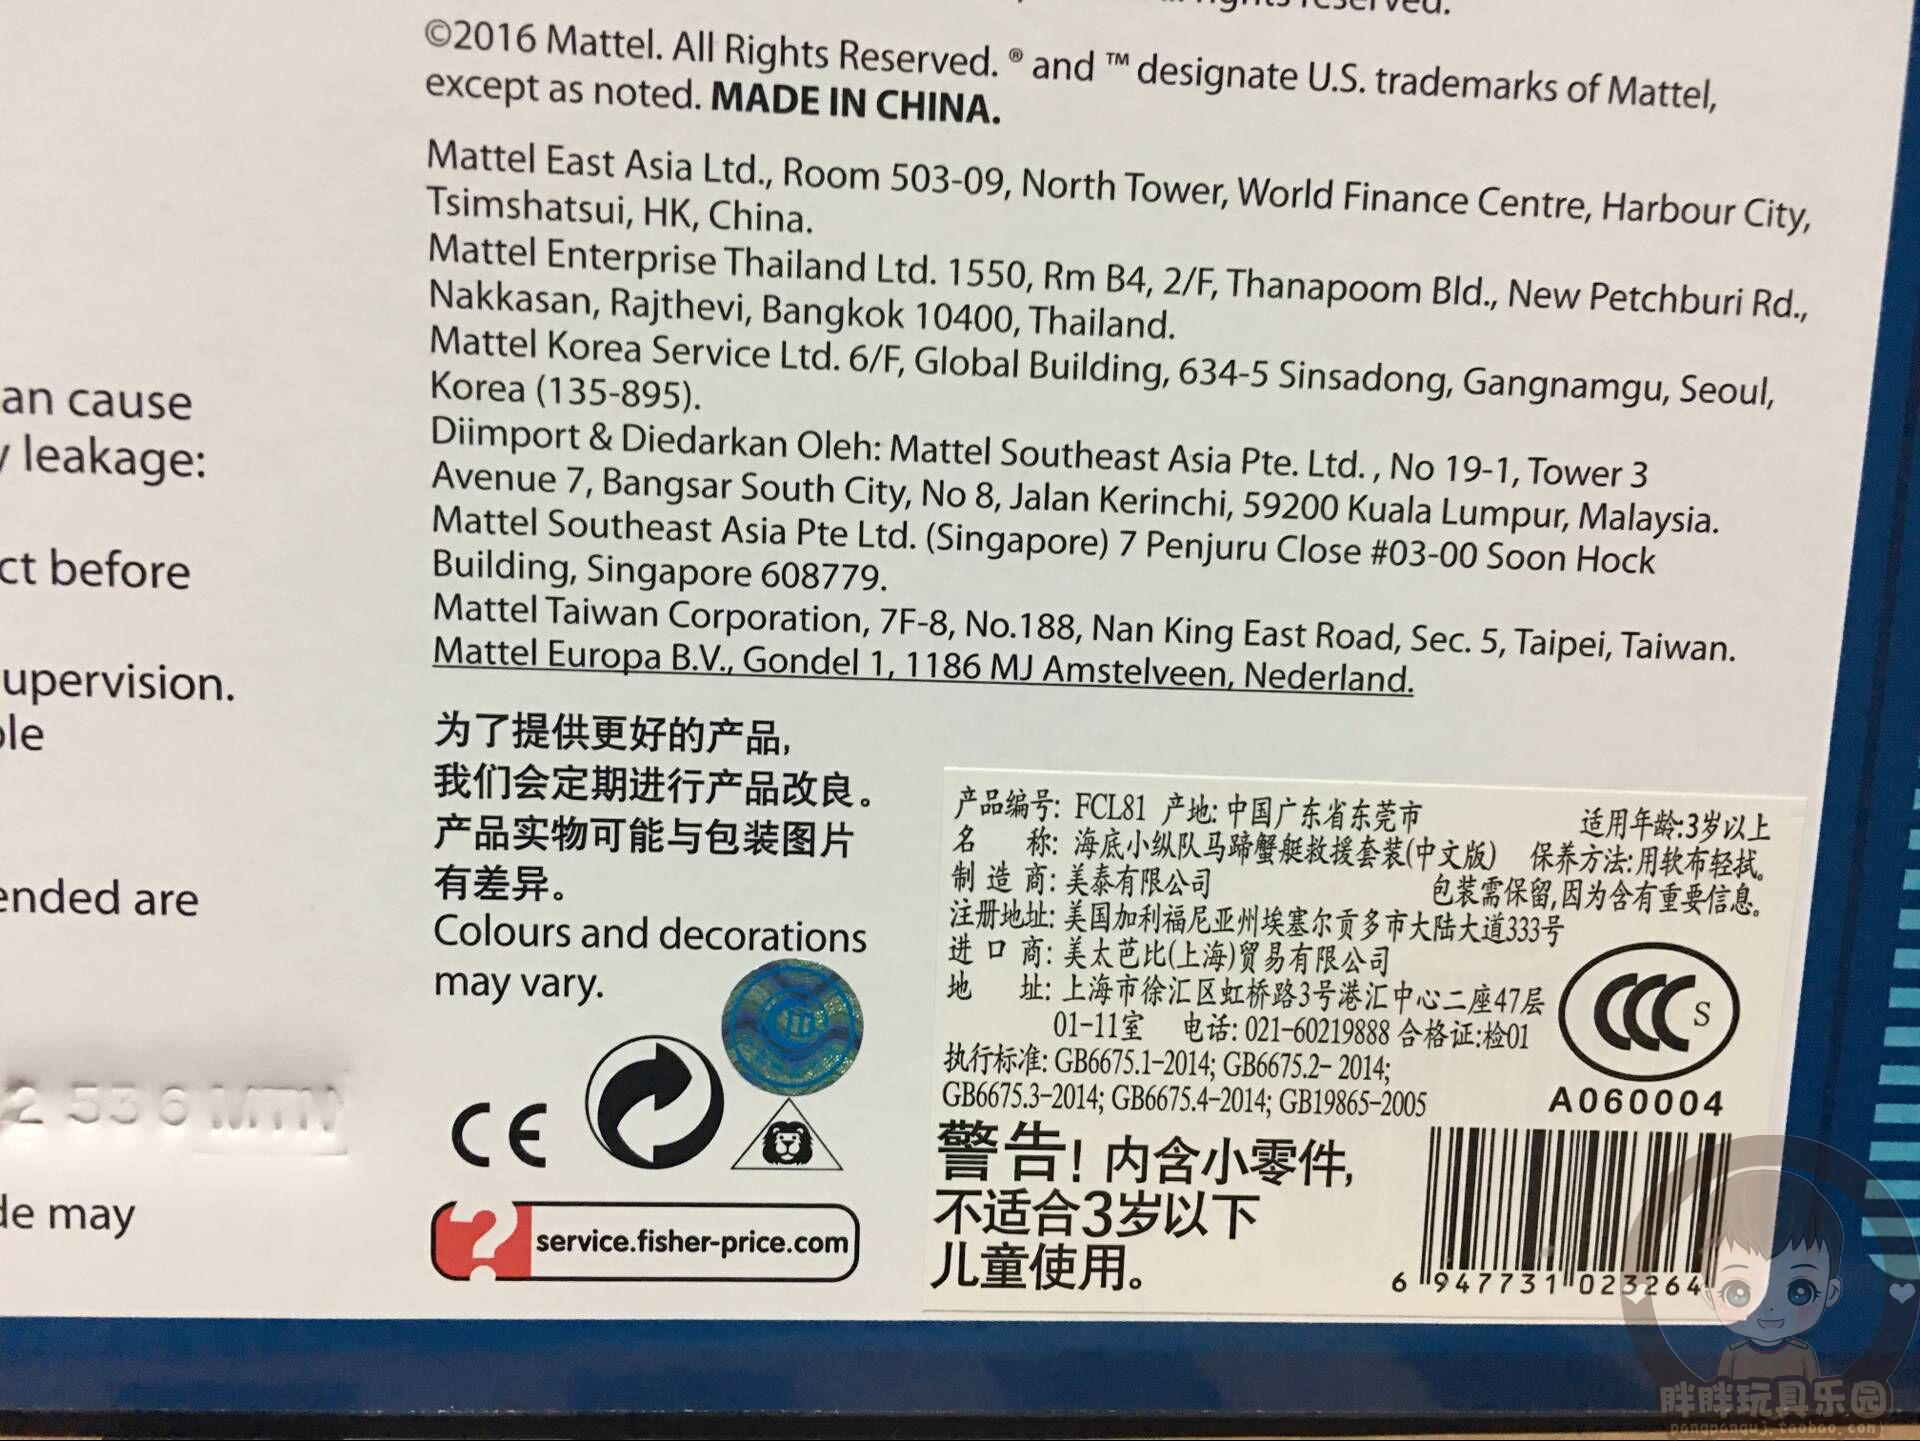 rights reserved.
©2016 Mattel. All Rights Reserved. ® and ™ designate U.S. trademarks of Mattel,
except as noted. MADE IN CHINA.
Mattel East Asia Ltd., Room 503-09, North Tower, World Finance Centre, Harbour City,
Tsimshatsui, HK, China.
Mattel Enterprise Thailand Ltd. 1550, Rm B4, 2/F, Thanapoom Bld., New Petchburi Rd.,
Nakkasan, Rajthevi, Bangkok 10400, Thailand.
Mattel Korea Service Ltd. 6/F, Global Building, 634-5 Sinsadong, Gangnamgu, Seoul,
Korea (135-895).
Diimport & Diedarkan Oleh: Mattel Southeast Asia Pte. Ltd. , No 19-1, Tower 3
Avenue 7, Bangsar South City, No 8, Jalan Kerinchi, 59200 Kuala Lumpur, Malaysia.
Mattel Southeast Asia Pte Ltd. (Singapore) 7 Penjuru Close #03-00 Soon Hock
Building, Singapore 608779.
Mattel Taiwan Corporation, 7F-8, No.188, Nan King East Road, Sec. 5, Taipei, Taiwan.
Mattel Europa B.V., Gondel 1, 1186 MJ Amstelveen, Nederland.
an cause
leakage:
ct before
upervision.
ole
ended are
2 536 MTN
de may
为了提供更好的产品,
我们会定期进行产品改良。
产品实物可能与包装图片
有差异。
Colours and decorations
may vary.
CE
service.fisher-price.com
产品编号: FCL81 产地: 中国广东省东莞市 适用年龄:3岁以上
名 称: 海底小纵队马蹄蟹艇救援套装(中文版) 保养方法:用软布轻拭。
制 造 商: 美泰有限公司 包装需保留,因为含有重要信息。
注册地址: 美国加利福尼亚州埃塞尔贡多市大陆大道333号
进 口 商: 美太芭比(上海)贸易有限公司
地 址: 上海市徐汇区虹桥路3号港汇中心二座47层
01-11室 电话: 021-60219888 合格证:检01
执行标准: GB6675.1-2014; GB6675.2- 2014;
GB6675.3-2014; GB6675.4-2014; GB19865-2005
CCC S
A060004
警告! 内含小零件,
不适合3岁以下
儿童使用。
6 947731 023264
胖胖玩具乐园
pangpangwj.taobao.com